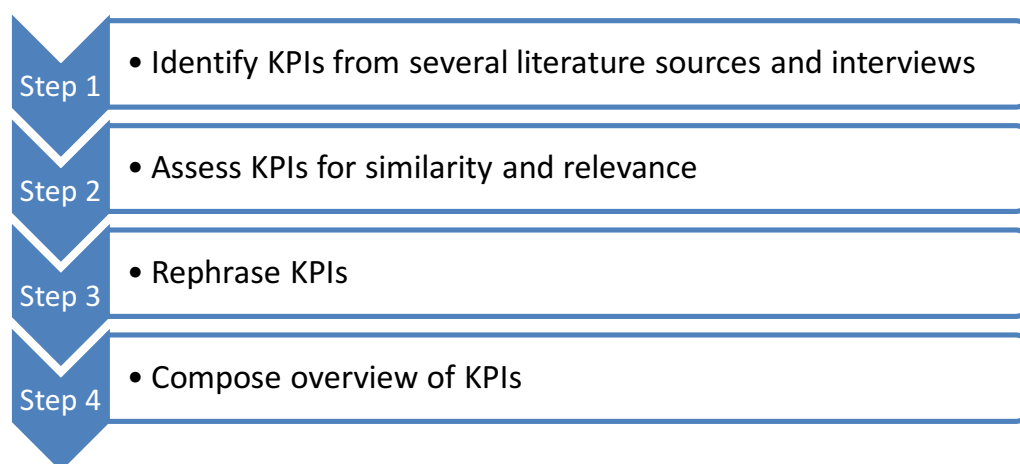 Step 1
• Identify KPIs from several literature sources and interviews
Step 2
• Assess KPIs for similarity and relevance
Step 3
• Rephrase KPIs
Step 4
• Compose overview of KPIs